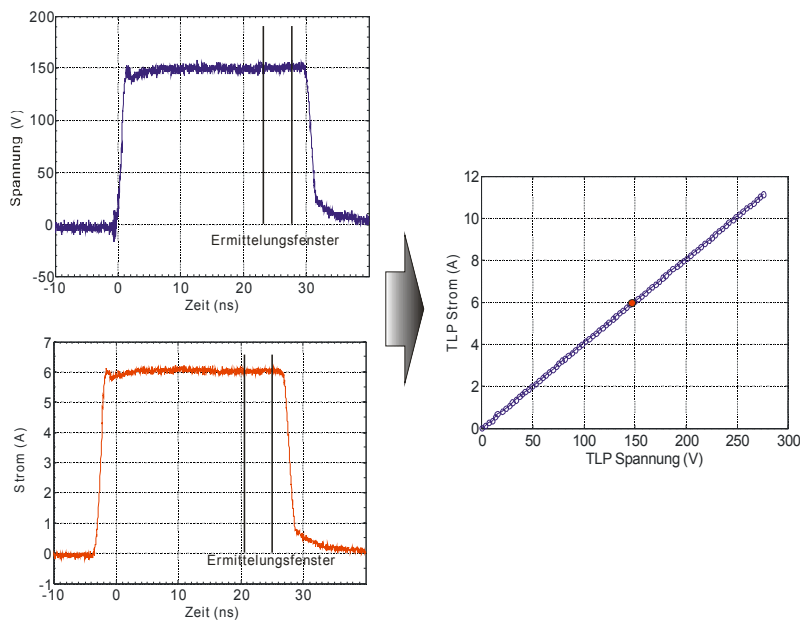 200
150
100
50
0
-50
Spannung (V)
-10 0 10 20 30
Ermittelungsfenster
Zeit (ns)
7
6
5
4
3
2
1
0
-1
Strom (A)
-10 0 10 20 30
Ermittelungsfenster
Zeit (ns)
12
10
8
6
4
2
0
TLP Strom (A)
0 50 100 150 200 250 300
TLP Spannung (V)